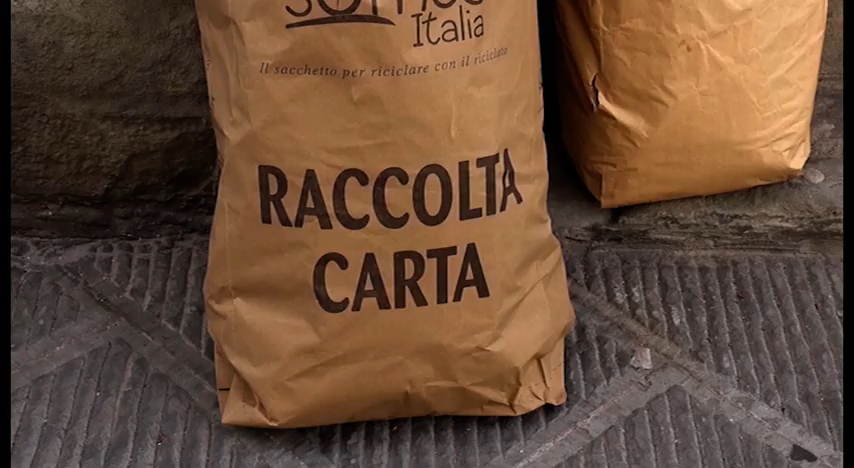 Italia
Il sacchetto per riciclare con il riciclato
RACCOLTA
CARTA